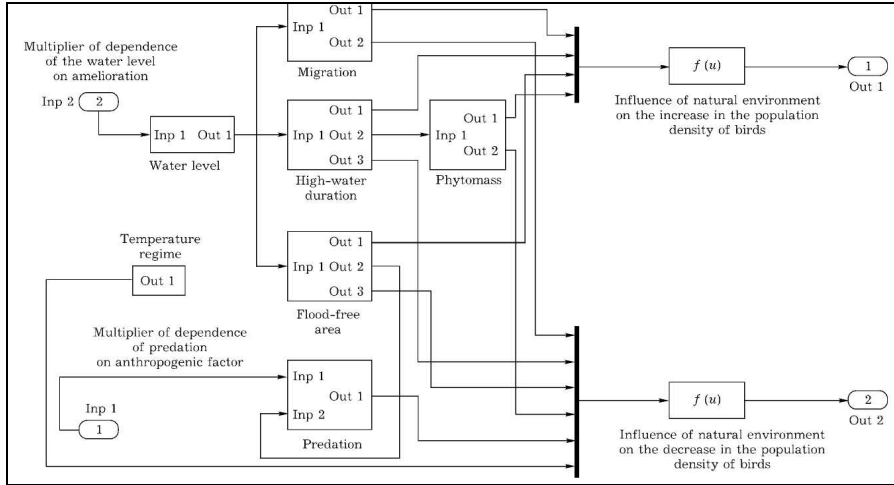 Out 1
Inp 1
Out 2
Migration
Multiplier of dependence
of the water level
on amelioration
Inp 2
2
Inp 1 Out 1
Water level
Out 1
Inp 1 Out 2
Out 3
High-water
duration
Out 1
Inp 1
Out 2
Phytomass
f (u)
1
Out 1
Influence of natural environment
on the increase in the population
density of birds
Temperature
regime
Out 1
Out 1
Inp 1 Out 2
Out 3
Flood-free
area
Multiplier of dependence
of predation
on anthropogenic factor
Inp 1
1
Inp 1
Out 1
Inp 2
Predation
f (u)
2
Out 2
Influence of natural environment
on the decrease in the population
density of birds